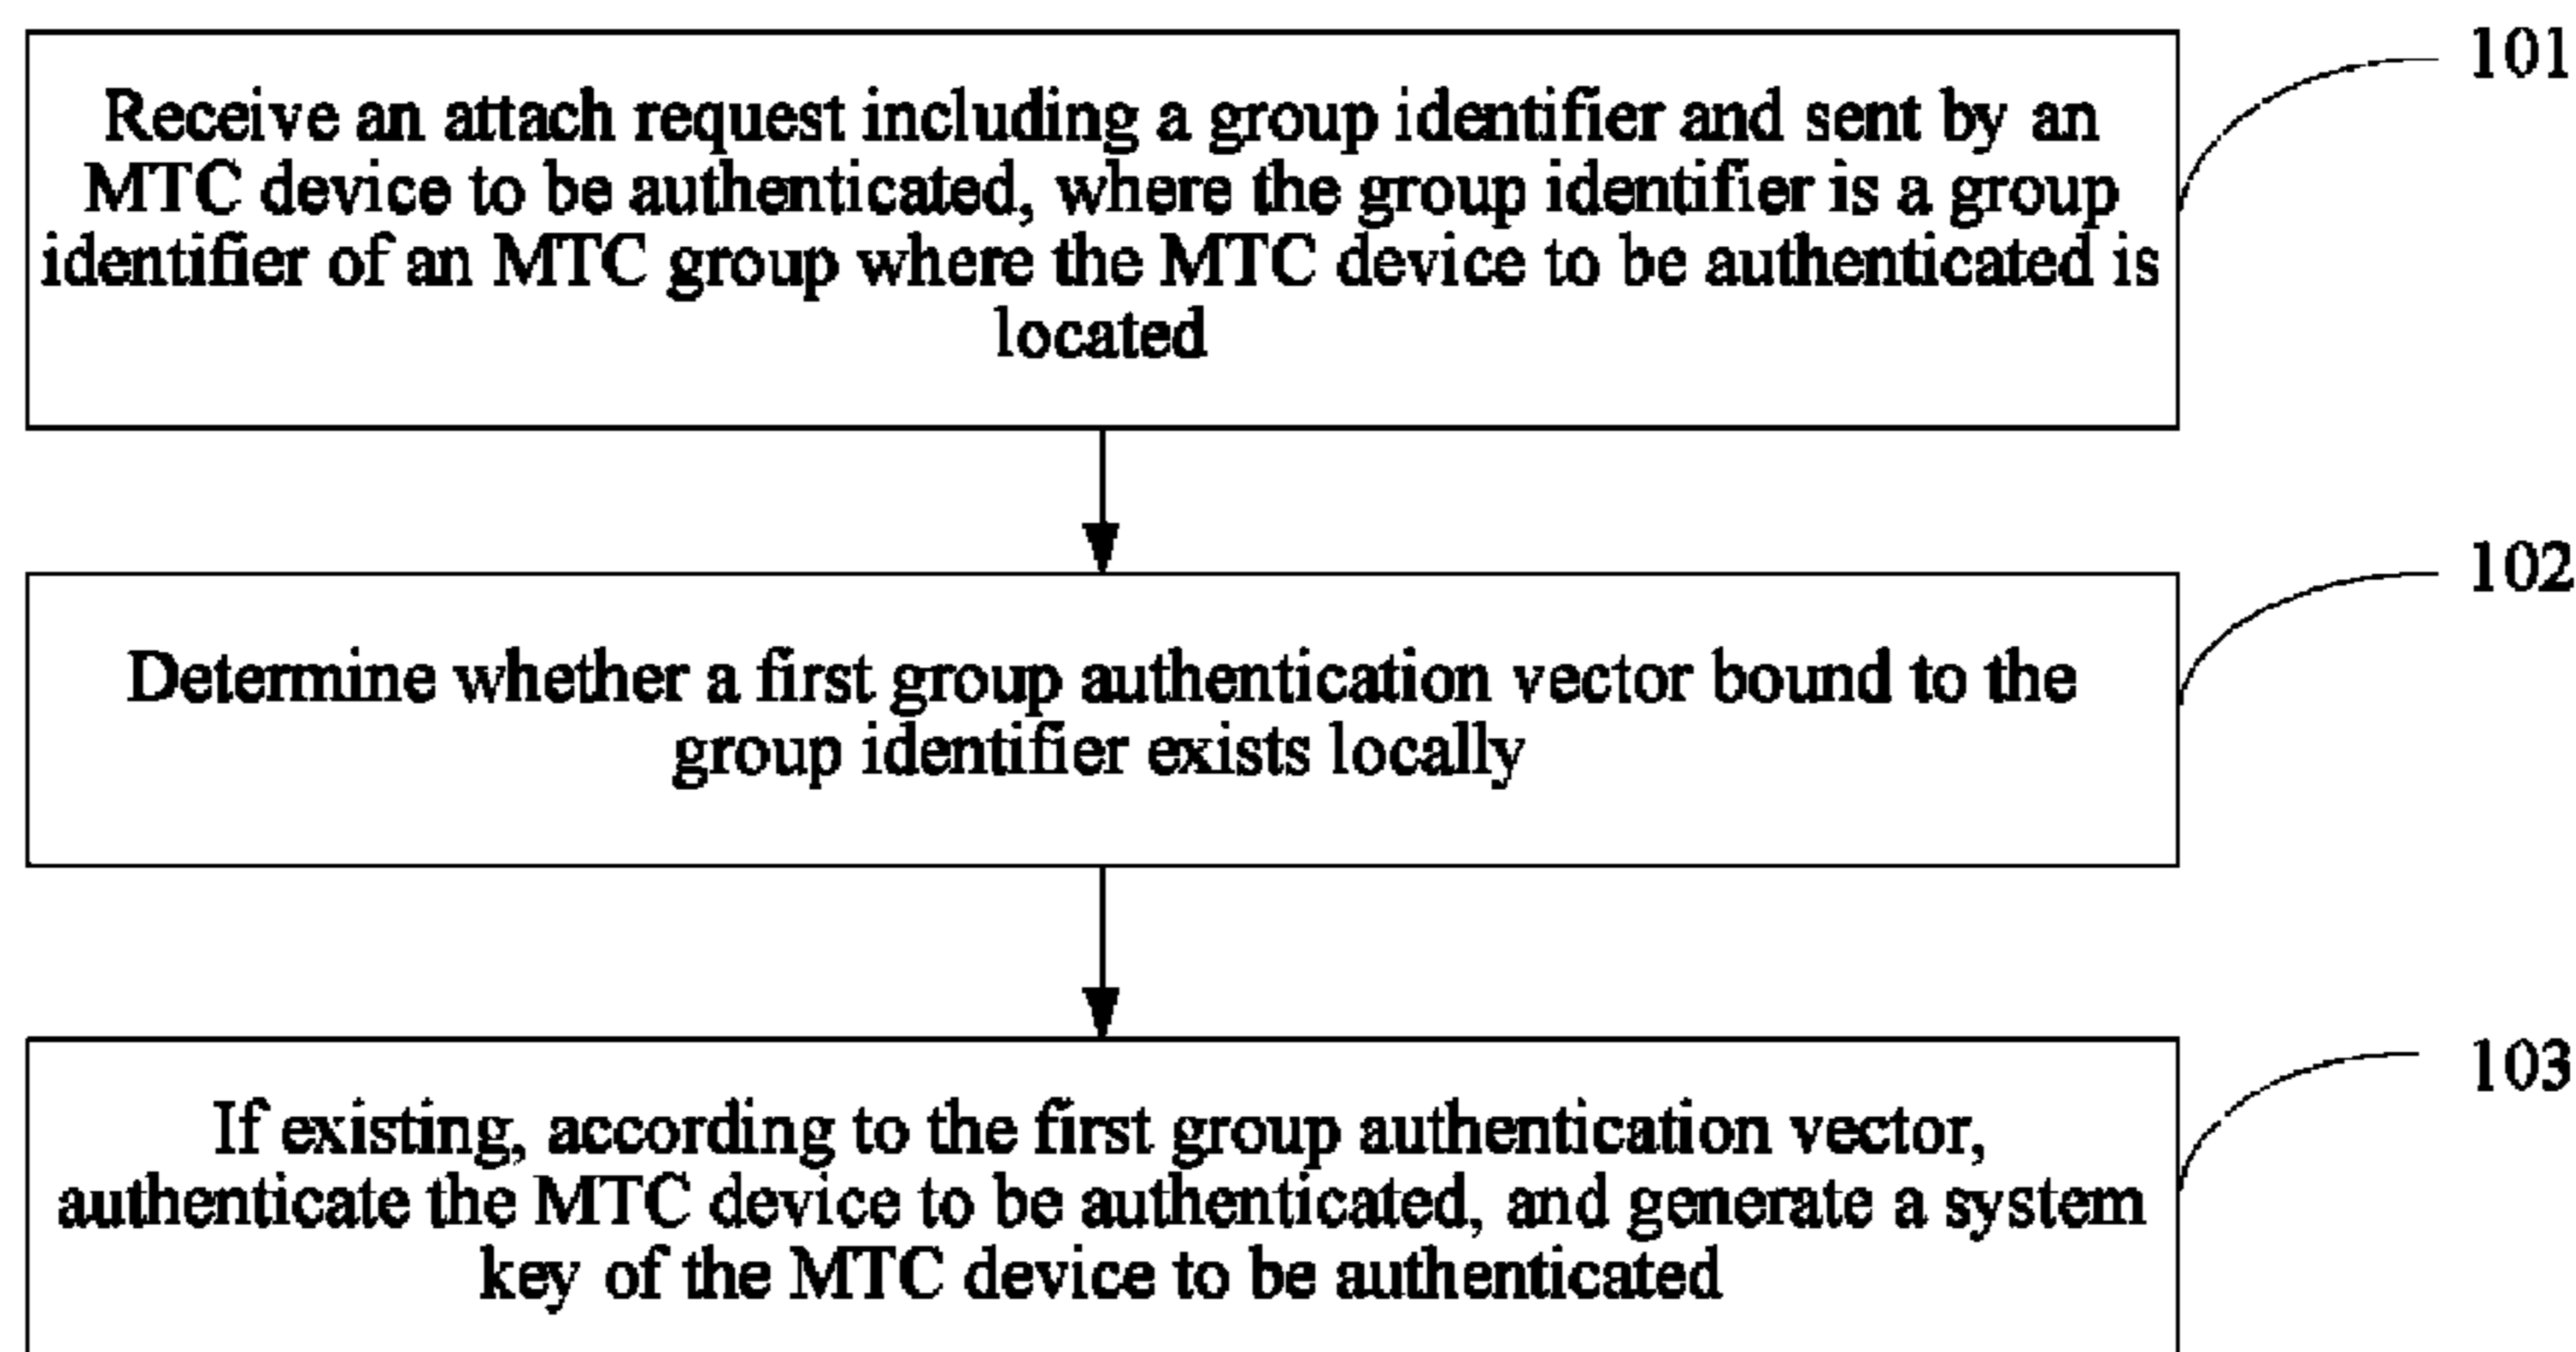 Receive an attach request including a group identifier and sent by an
MTC device to be authenticated, where the group identifier is a group
identifier of an MTC group where the MTC device to be authenticated is
located
101
Determine whether a first group authentication vector bound to the
group identifier exists locally
102
If existing, according to the first group authentication vector,
authenticate the MTC device to be authenticated, and generate a system
key of the MTC device to be authenticated
103